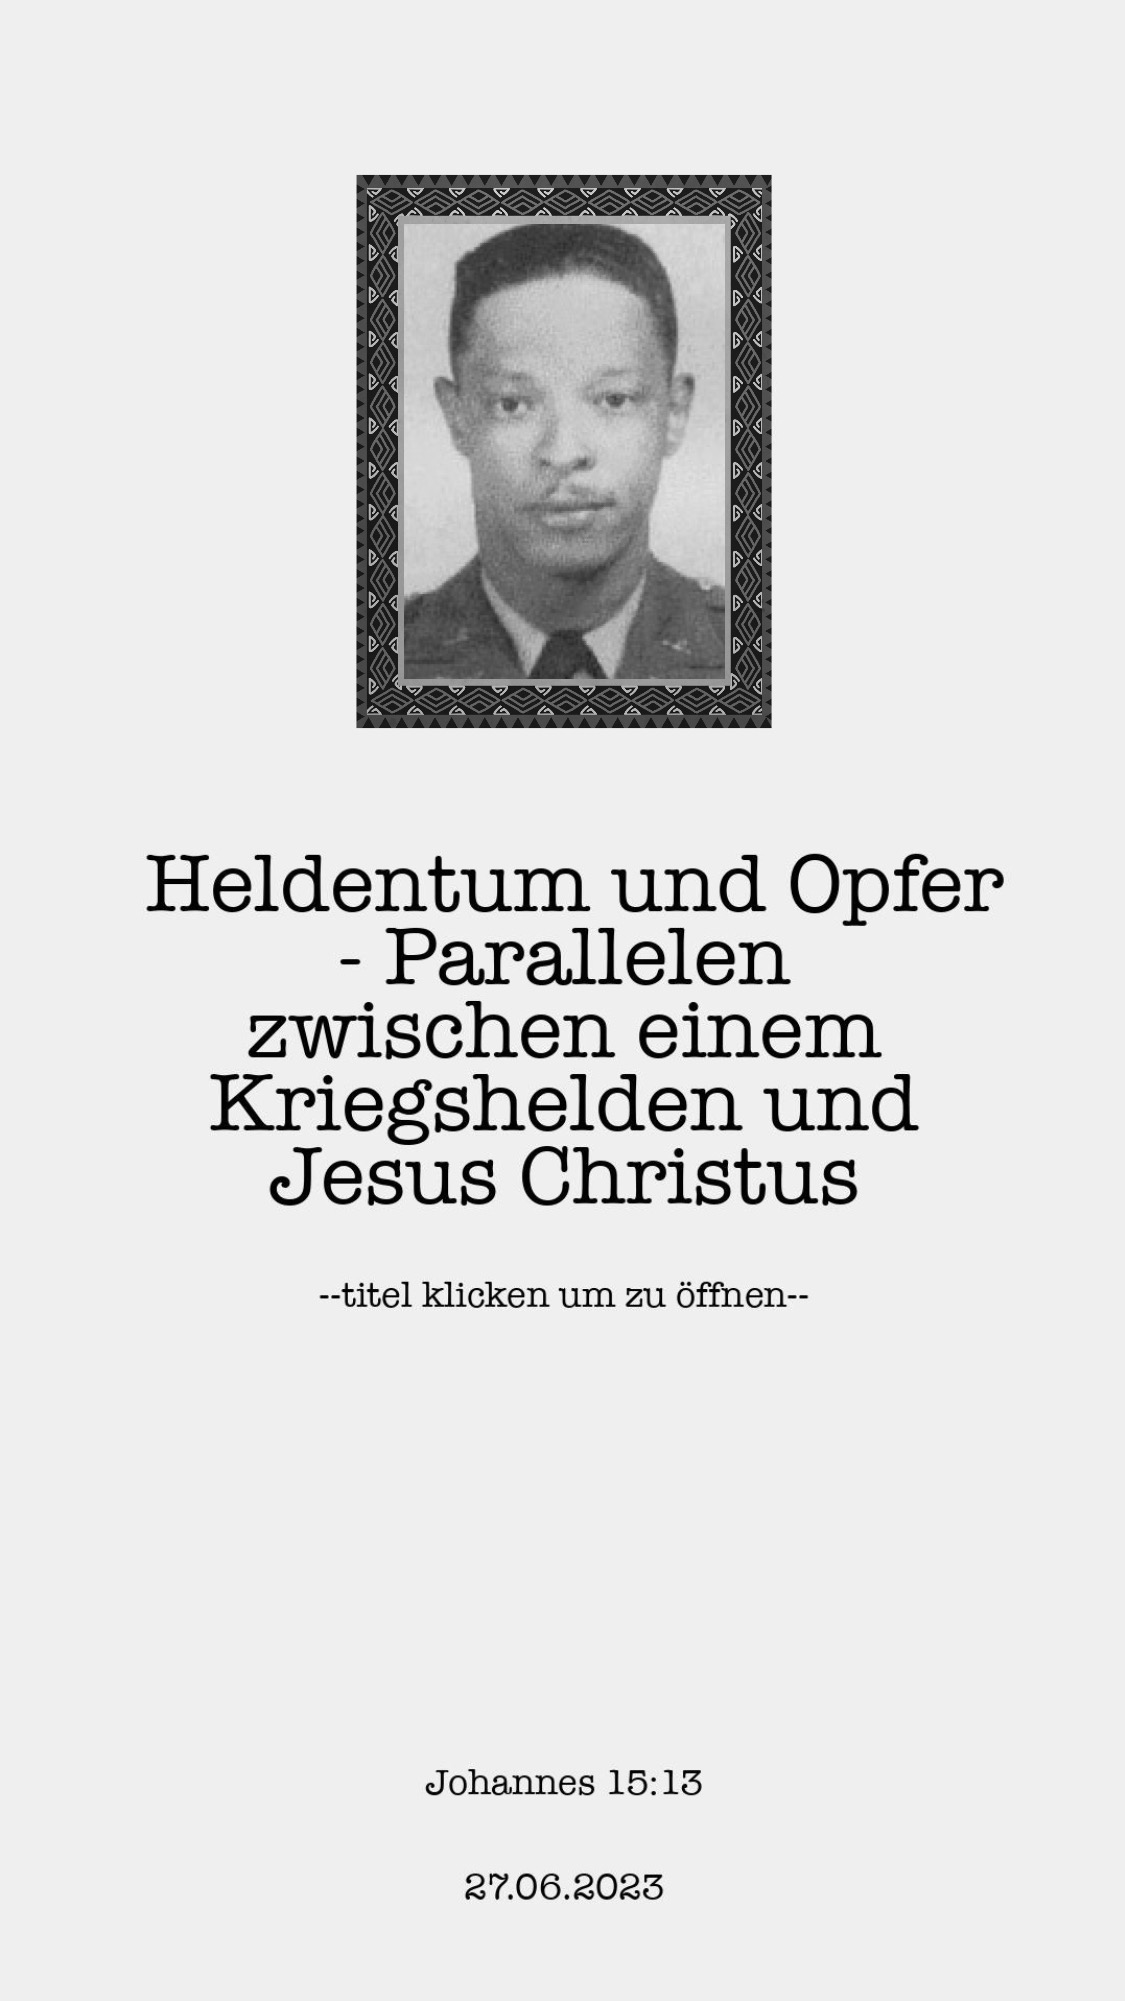 Heldentum und Opfer
- Parallelen
zwischen einem
Kriegshelden und
Jesus Christus
--titel klicken um zu öffnen--
Johannes 15:13
27.06.2023